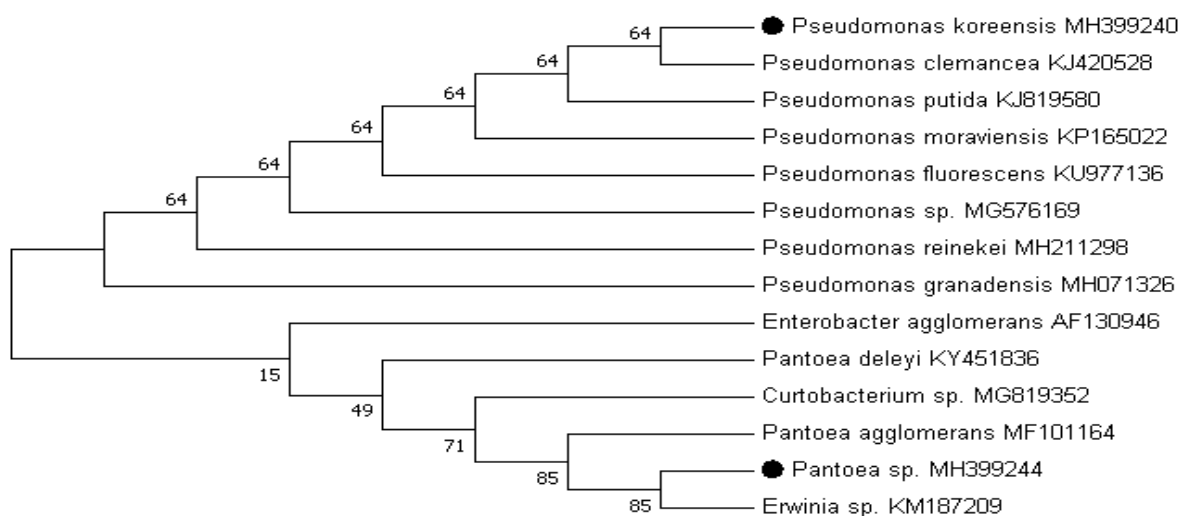 64
Pseudomonas koreensis MH399240
64
Pseudomonas clemancea KJ420528
64
Pseudomonas putida KJ819580
64
Pseudomonas moraviensis KP165022
64
Pseudomonas fluorescens KU977136
64
Pseudomonas sp. MG576169
Pseudomonas reinekei MH211298
Pseudomonas granadensis MH071326
Enterobacter agglomerans AF130946
15
Pantoea deleyi KY451836
49
Curtobacterium sp. MG819352
71
Pantoea agglomerans MF101164
85
Pantoea sp. MH399244
85
Erwinia sp. KM187209